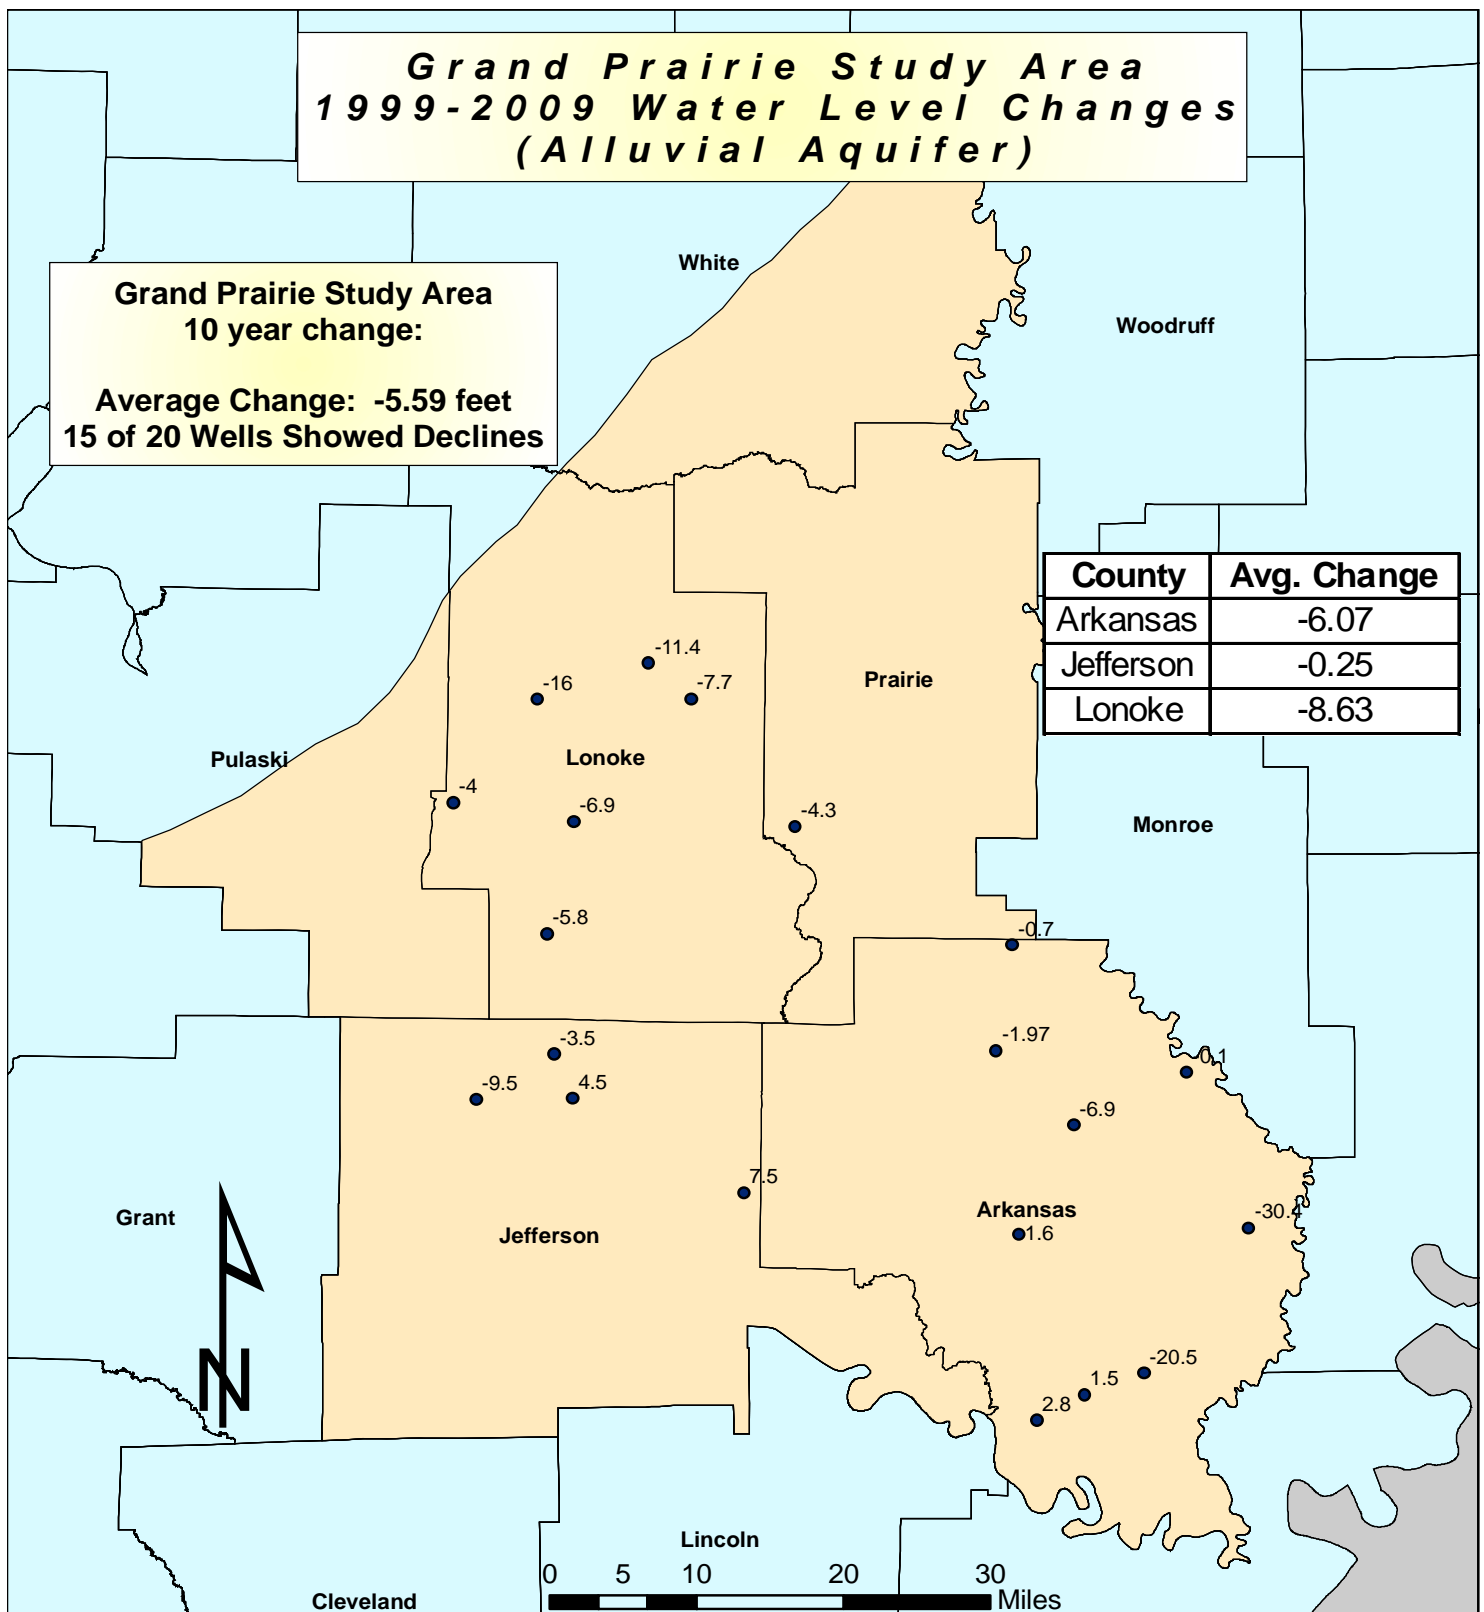 Grand Prairie Study Area
1999-2009 Water Level Changes
(Alluvial Aquifer)
White
Grand Prairie Study Area
10 year change:
Average Change: -5.59 feet
15 of 20 Wells Showed Declines
Woodruff
County Avg. Change
Arkansas -6.07
Jefferson -0.25
Lonoke -8.63
-11.4
-16
-7.7
Prairie
Pulaski
Lonoke
-4
-6.9
-4.3
Monroe
-5.8
-0.7
-3.5
-1.97
-9.5
4.5
-6.9
7.5
Grant
Jefferson
Arkansas
1.6
-30.4
-20.5
1.5
2.8
N
Lincoln
0 5 10 20 30
Miles
Cleveland